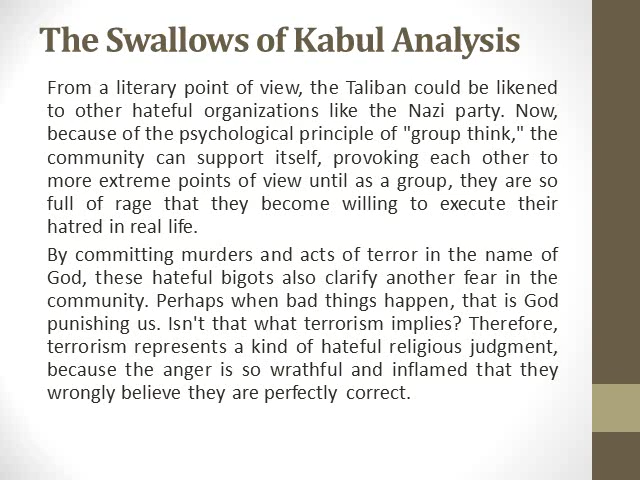 The Swallows of Kabul Analysis
From a literary point of view, the Taliban could be likened
to other hateful organizations like the Nazi party. Now,
because of the psychological principle of "group think," the
community can support itself, provoking each other to
more extreme points of view until as a group, they are so
full of rage that they become willing to execute their
hatred in real life.
By committing murders and acts of terror in the name of
God, these hateful bigots also clarify another fear in the
community. Perhaps when bad things happen, that is God
punishing us. Isn't that what terrorism implies? Therefore,
terrorism represents a kind of hateful religious judgment,
because the anger is so wrathful and inflamed that they
wrongly believe they are perfectly correct.